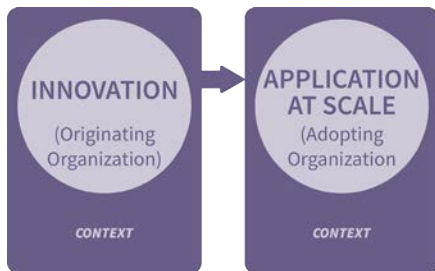 INNOVATION
(Originating
Organization)
CONTEXT
APPLICATION
AT SCALE
(Adopting
Organization
CONTEXT